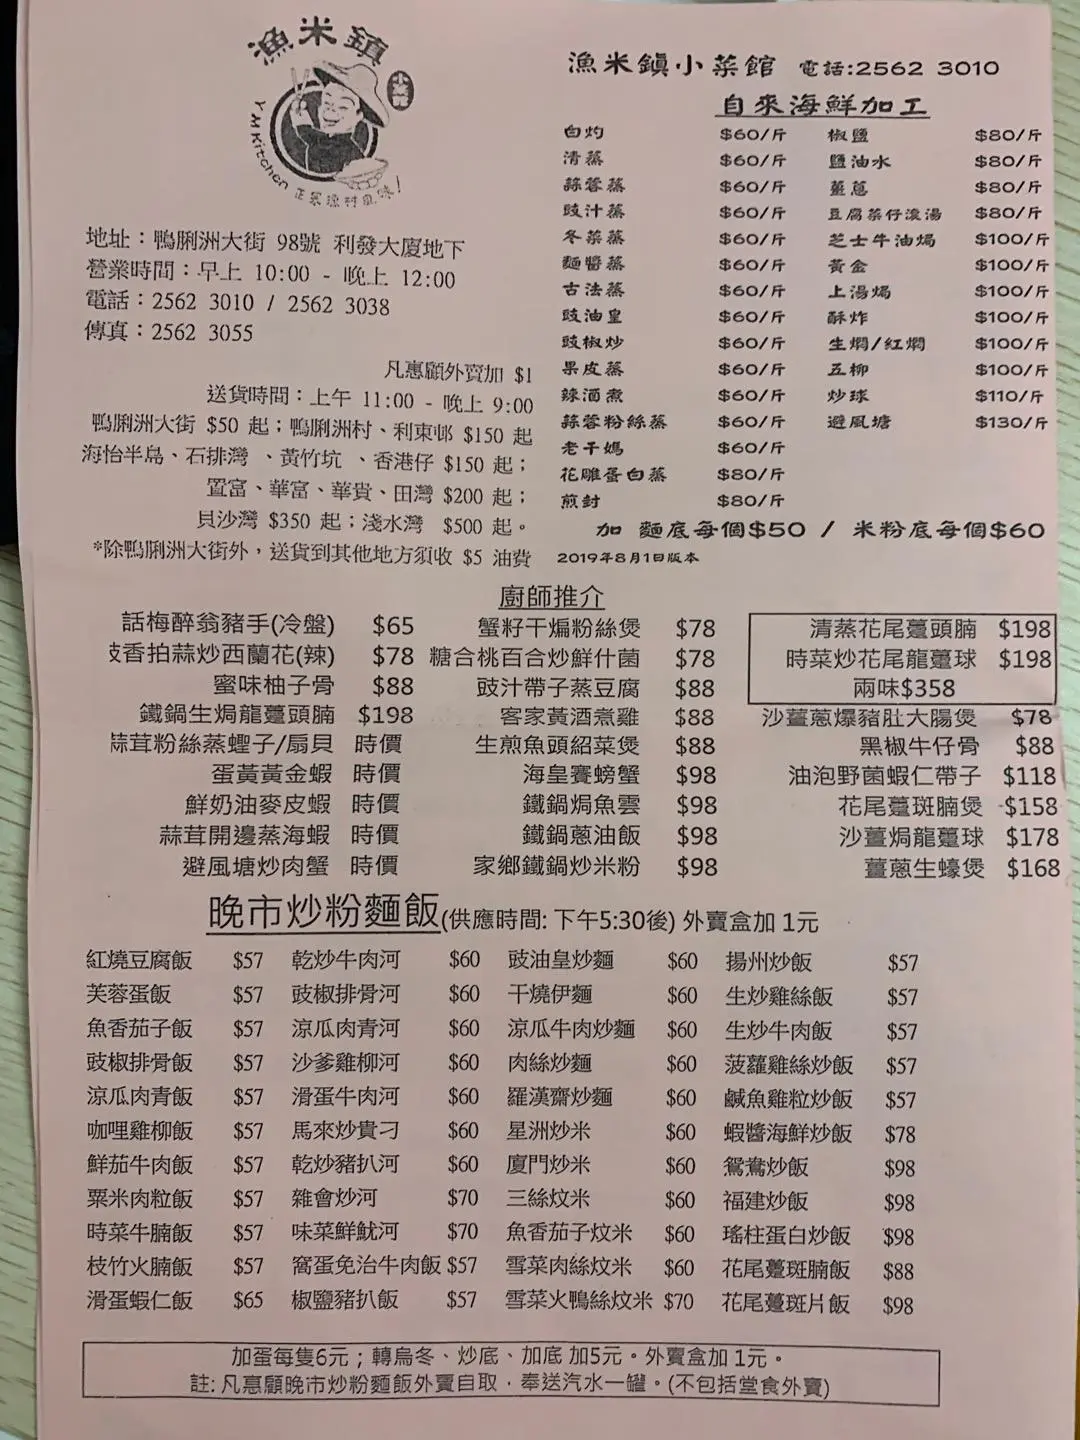 漁米鎮
小菜館
Y M Kitchen 正宗漁村風味!
漁米鎮小菜館 電話:2562 3010
自來海鮮加工
白灼 $60/斤 椒鹽 $80/斤
清蒸 $60/斤 鹽油水 $80/斤
蒜蓉蒸 $60/斤 薑蔥 $80/斤
豉汁蒸 $60/斤 豆腐菜仔滾湯 $80/斤
冬菜蒸 $60/斤 芝士牛油焗 $100/斤
麵醬蒸 $60/斤 黃金 $100/斤
古法蒸 $60/斤 上湯焗 $100/斤
豉油皇 $60/斤 酥炸 $100/斤
豉椒炒 $60/斤 生燜/紅燜 $100/斤
果皮蒸 $60/斤 五柳 $100/斤
辣酒煮 $60/斤 炒球 $110/斤
蒜蓉粉絲蒸 $60/斤 避風塘 $130/斤
老干媽 $60/斤
花雕蛋白蒸 $80/斤
煎封 $80/斤
加 麵底每個$50 / 米粉底每個$60
2019年8月1日版本
地址：鴨脷洲大街 98號 利發大廈地下
營業時間：早上 10:00 - 晚上 12:00
電話：2562 3010 / 2562 3038
傳真：2562 3055
凡惠顧外賣加 $1
送貨時間：上午 11:00 - 晚上 9:00
鴨脷洲大街 $50 起；鴨脷洲村、利東邨 $150 起
海怡半島、石排灣 、黃竹坑 、香港仔 $150 起；
置富、華富、華貴、田灣 $200 起；
貝沙灣 $350 起；淺水灣 $500 起。
*除鴨脷洲大街外，送貨到其他地方須收 $5 油費
廚師推介
話梅醉翁豬手(冷盤) $65 蟹籽干煸粉絲煲 $78 清蒸花尾躉頭腩 $198
香拍蒜炒西蘭花(辣) $78 糖合桃百合炒鮮什菌 $78 時菜炒花尾龍躉球 $198
蜜味柚子骨 $88 豉汁帶子蒸豆腐 $88 兩味$358
鐵鍋生焗龍躉頭腩 $198 客家黃酒煮雞 $88 沙薑蔥爆豬肚大腸煲 $78
蒜茸粉絲蒸蟶子/扇貝 時價 生煎魚頭紹菜煲 $88 黑椒牛仔骨 $88
蛋黃黃金蝦 時價 海皇賽螃蟹 $98 油泡野菌蝦仁帶子 $118
鮮奶油麥皮蝦 時價 鐵鍋焗魚雲 $98 花尾躉斑腩煲 $158
蒜茸開邊蒸海蝦 時價 鐵鍋蔥油飯 $98 沙薑焗龍躉球 $178
避風塘炒肉蟹 時價 家鄉鐵鍋炒米粉 $98 薑蔥生蠔煲 $168
晚市炒粉麵飯(供應時間: 下午5:30後) 外賣盒加 1元
紅燒豆腐飯 $57 乾炒牛肉河 $60 豉油皇炒麵 $60 揚州炒飯 $57
芙蓉蛋飯 $57 豉椒排骨河 $60 干燒伊麵 $60 生炒雞絲飯 $57
魚香茄子飯 $57 涼瓜肉青河 $60 涼瓜牛肉炒麵 $60 生炒牛肉飯 $57
豉椒排骨飯 $57 沙爹雞柳河 $60 肉絲炒麵 $60 菠蘿雞絲炒飯 $57
涼瓜肉青飯 $57 滑蛋牛肉河 $60 羅漢齋炒麵 $60 鹹魚雞粒炒飯 $57
咖哩雞柳飯 $57 馬來炒貴刁 $60 星洲炒米 $60 蝦醬海鮮炒飯 $78
鮮茄牛肉飯 $57 乾炒豬扒河 $60 廈門炒米 $60 鴛鴦炒飯 $98
粟米肉粒飯 $57 雜會炒河 $70 三絲炆米 $60 福建炒飯 $98
時菜牛腩飯 $57 味菜鮮魷河 $70 魚香茄子炆米 $60 瑤柱蛋白炒飯 $98
枝竹火腩飯 $57 窩蛋免治牛肉飯 $57 雪菜肉絲炆米 $60 花尾躉斑腩飯 $88
滑蛋蝦仁飯 $65 椒鹽豬扒飯 $57 雪菜火鴨絲炆米 $70 花尾躉斑片飯 $98
加蛋每隻6元；轉烏冬、炒底、加底 加5元。外賣盒加 1元。
註: 凡惠顧晚市炒粉麵飯外賣自取，奉送汽水一罐。(不包括堂食外賣)